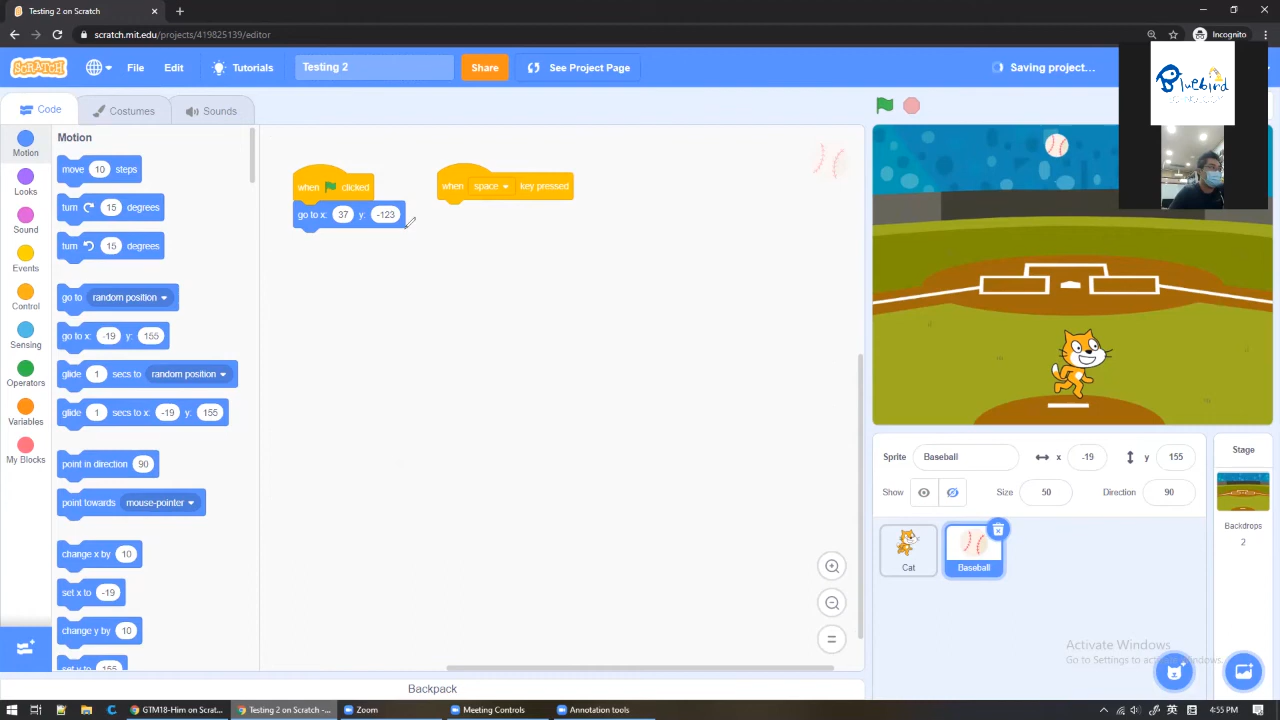 Testing 2 on Scratch
scratch.mit.edu/projects/419825139/editor
Incognito
SCRATCH
File
Edit
Tutorials
Testing 2
Share
See Project Page
Saving project...
Bluebird
Code
Costumes
Sounds
Motion
Looks
Sound
Events
Control
Sensing
Operators
Variables
My Blocks
Motion
move 10 steps
turn 15 degrees
turn 15 degrees
go to random position
go to x: -19 y: 155
glide 1 secs to random position
glide 1 secs to x: -19 y: 155
point in direction 90
point towards mouse-pointer
change x by 10
set x to -19
change y by 10
set y to 155
when clicked
go to x: 37 y: -123
when space key pressed
Sprite Baseball x -19 y 155
Show Size 50 Direction 90
Cat
Baseball
Stage
Backdrops
2
Activate Windows
Go to Settings to activate Windows.
Backpack
GTM18-Him on Scrat...
Testing 2 on Scratch -...
Zoom
Meeting Controls
Annotation tools
英
4:55 PM